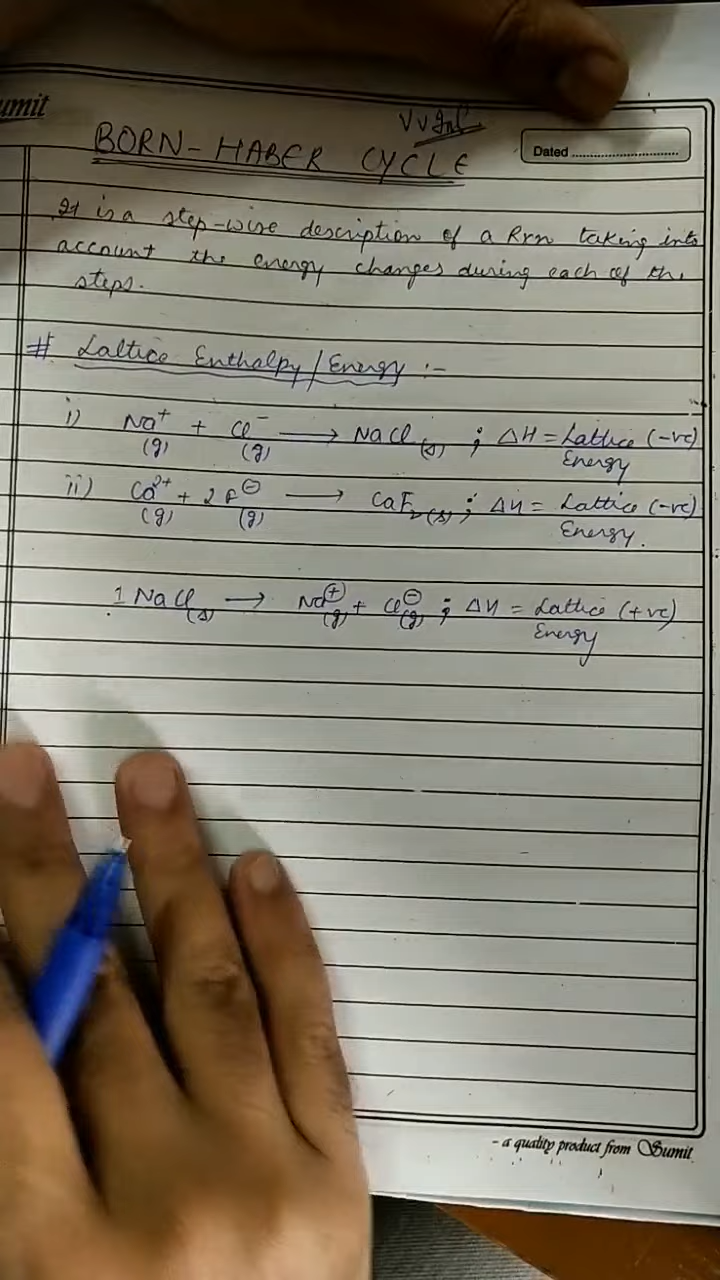 umit
V V Imf
BORN-HABER CYCLE
Dated
It is a step-wise description of a Rxn taking into
account the energy changes during each of the
steps.
# Lattice Enthalpy/Energy :-
i) Na⁺(g) + Cl⁻(g) ⟶ NaCl(s) ; ΔH = Lattice (-ve)
Energy
ii) Ca²⁺(g) + 2F⊖(g) ⟶ CaF₂(s) ; ΔH = Lattice (-ve)
Energy.
1 NaCl(s) ⟶ Na⊕(g) + Cl⊖(g) ; ΔH = Lattice (+ve)
Energy
- a quality product from Sumit